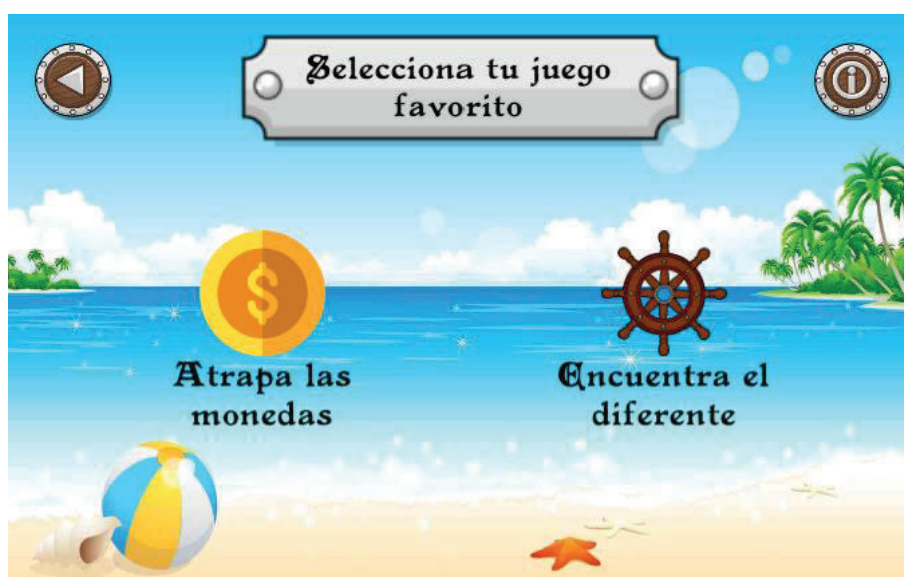 Selecciona tu juego
favorito
Atrapa las
monedas
Encuentra el
diferente